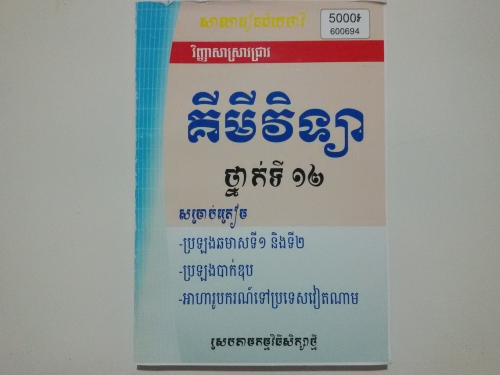 សាលារៀនជំនោរថ្មី
5000៛
600694
វិញ្ញាសាស្រាវជ្រាវ
គីមីវិទ្យា
ថ្នាក់ទី ១២
សម្រាប់ត្រៀម
-ប្រឡងឆមាសទី១ និងទី២
-ប្រឡងបាក់ឌុប
-អាហារូបករណ៍ទៅប្រទេសវៀតណាម
ស្របតាមកម្មវិធីសិក្សាថ្មី